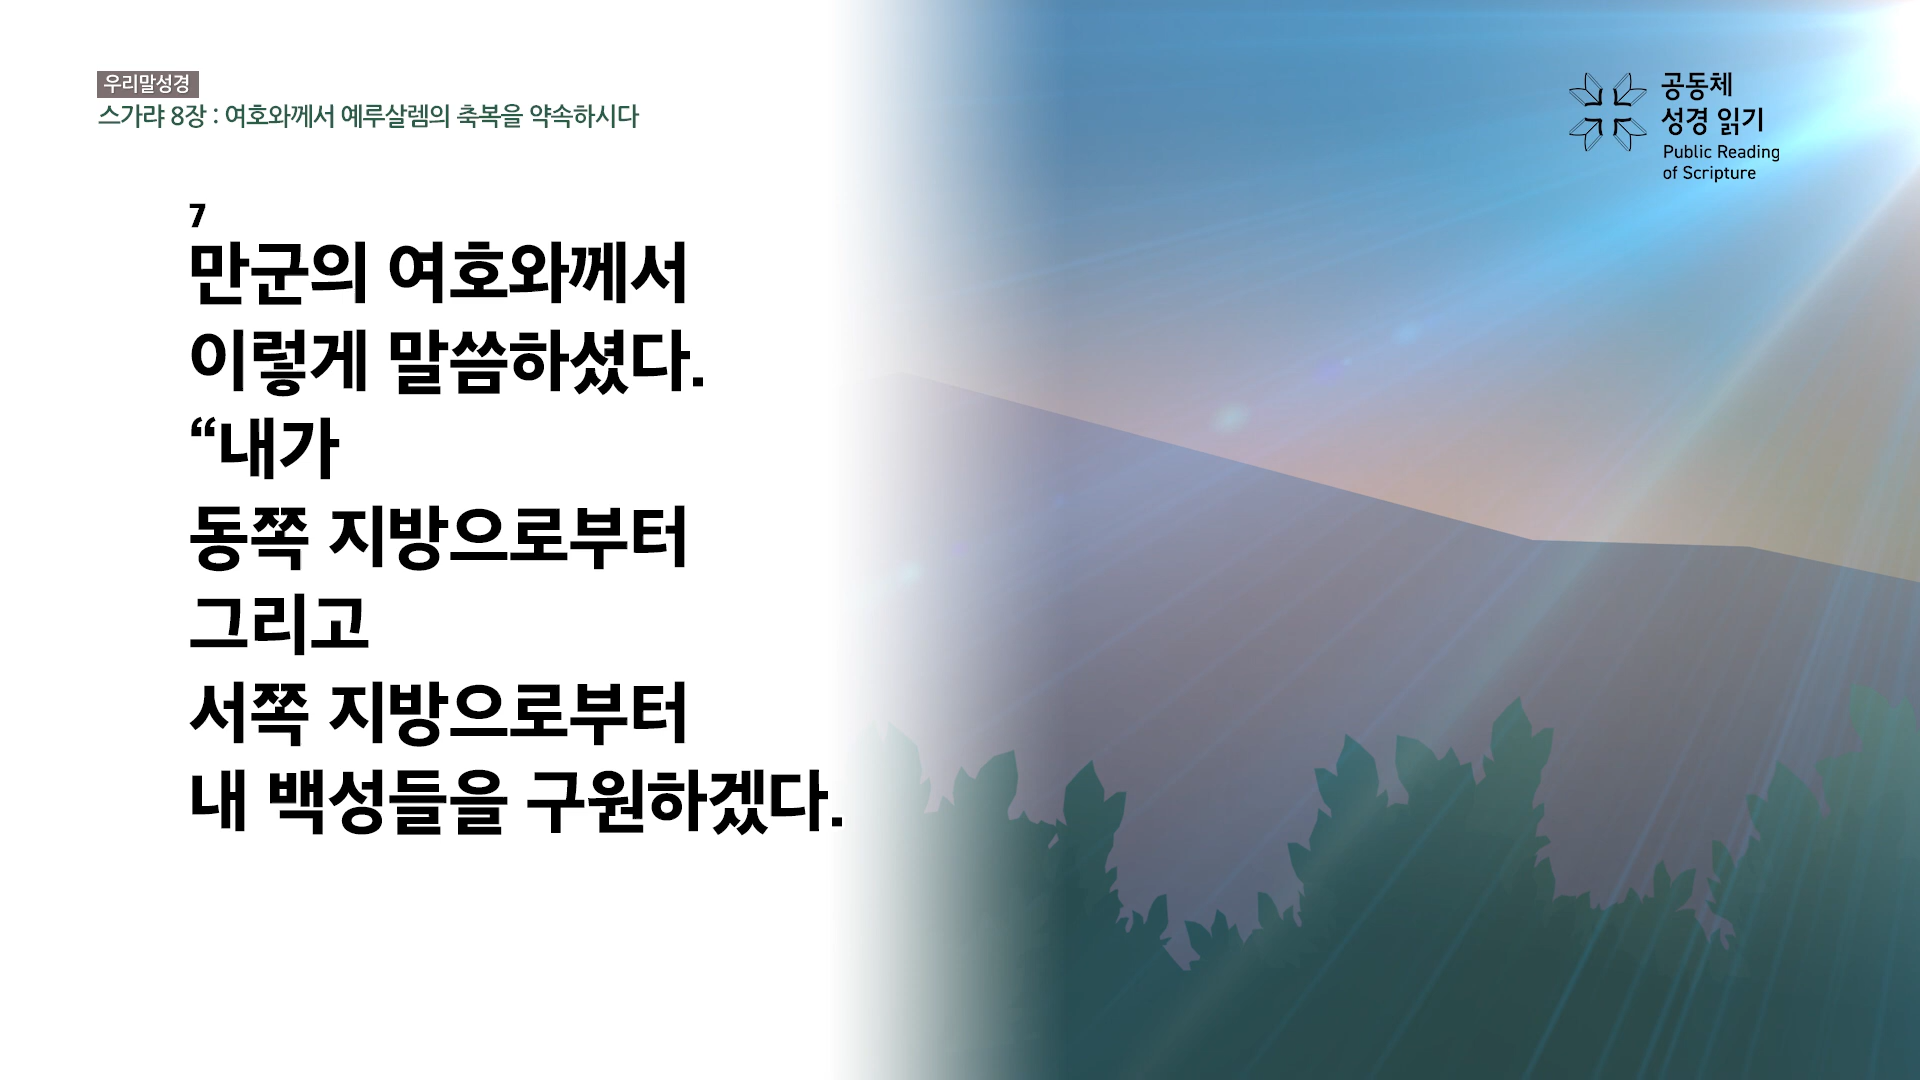 우리말성경
스가랴 8장 : 여호와께서 예루살렘의 축복을 약속하시다
공동체
성경 읽기
Public Reading
of Scripture
7
만군의 여호와께서
이렇게 말씀하셨다.
“내가
동쪽 지방으로부터
그리고
서쪽 지방으로부터
내 백성들을 구원하겠다.